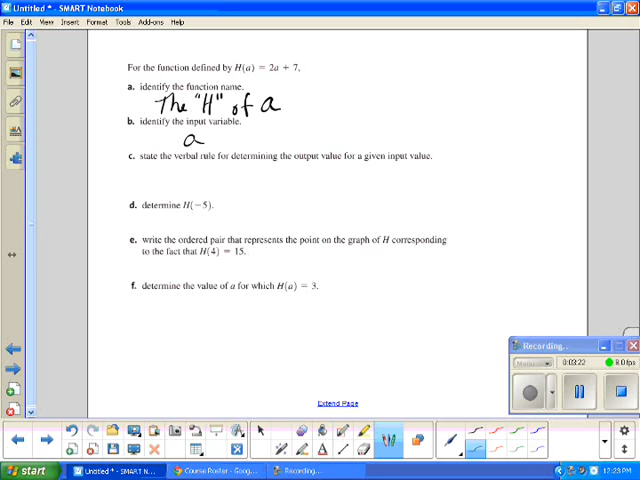 Untitled * - SMART Notebook
File Edit View Insert Format Tools Add-ons Help
For the function defined by H(a) = 2a + 7,
a. identify the function name.
The "H" of a
b. identify the input variable.
a
c. state the verbal rule for determining the output value for a given input value.
d. determine H(−5).
e. write the ordered pair that represents the point on the graph of H corresponding
to the fact that H(4) = 15.
f. determine the value of a for which H(a) = 3.
Recording...
0:03:22
8.0 fps
Extend Page
start
Untitled * - SMART N...
Course Roster - Goog...
Recording...
12:23 PM